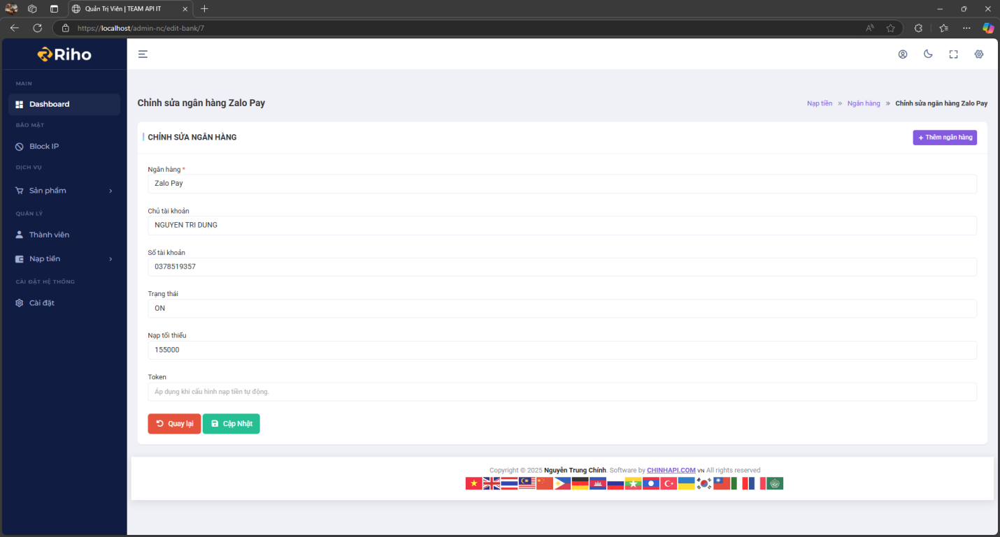 Quản Trị Viên | TEAM API IT
https://localhost/admin-nc/edit-bank/7
Riho
MAIN
Dashboard
BẢO MẬT
Block IP
DỊCH VỤ
Sản phẩm
QUẢN LÝ
Thành viên
Nạp tiền
CÀI ĐẶT HỆ THỐNG
Cài đặt
Chỉnh sửa ngân hàng Zalo Pay
Nạp tiền » Ngân hàng » Chỉnh sửa ngân hàng Zalo Pay
CHỈNH SỬA NGÂN HÀNG
+ Thêm ngân hàng
Ngân hàng *
Zalo Pay
Chủ tài khoản
NGUYEN TRI DUNG
Số tài khoản
0378519357
Trạng thái
ON
Nạp tối thiểu
155000
Token
Áp dụng khi cấu hình nạp tiền tự động.
Quay lại
Cập Nhật
Copyright © 2025 Nguyễn Trung Chính. Software by CHINHAPI.COM VN All rights reserved